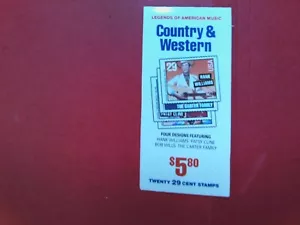 LEGENDS OF AMERICAN MUSIC
Country &
Western
29
USA
HANK
WILLIAMS
THE CARTER FAMILY
PATSY CLINE
FOUR DESIGNS FEATURING
HANK WILLIAMS · PATSY CLINE
BOB WILLS · THE CARTER FAMILY
$5.80
TWENTY 29 CENT STAMPS